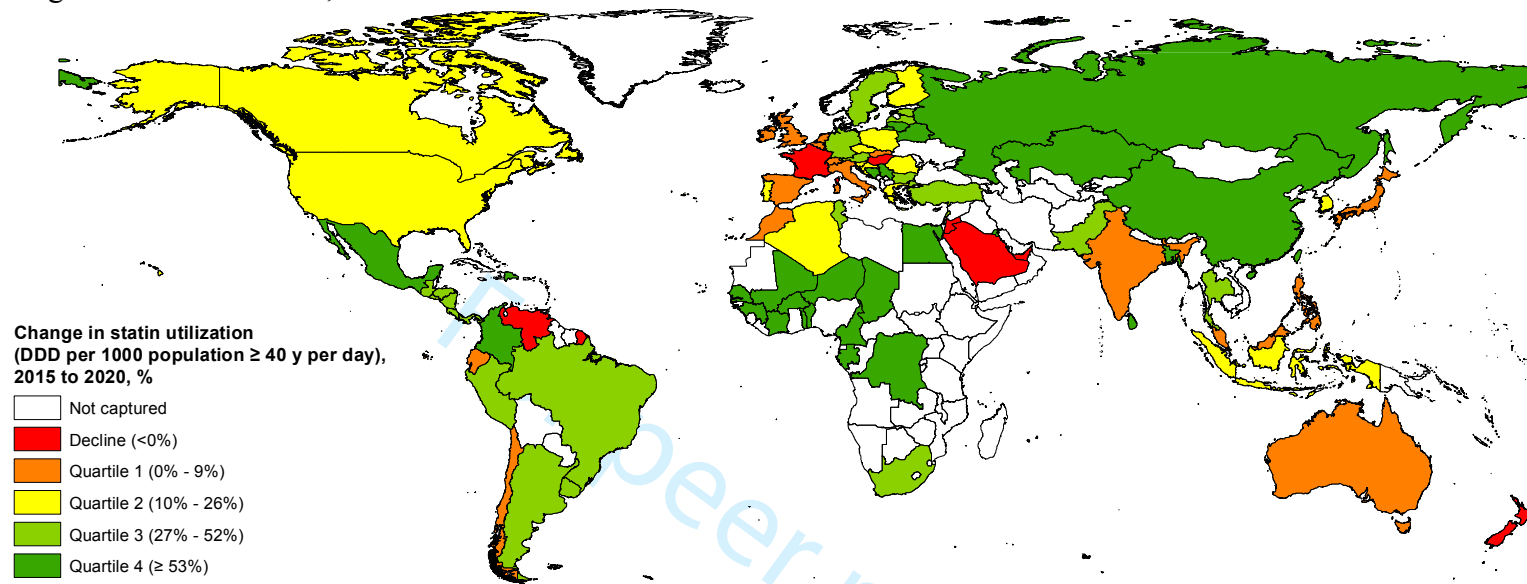 Change in statin utilization
(DDD per 1000 population ≥ 40 y per day),
2015 to 2020, %
Not captured
Decline (<0%)
Quartile 1 (0% - 9%)
Quartile 2 (10% - 26%)
Quartile 3 (27% - 52%)
Quartile 4 (≥ 53%)
peer